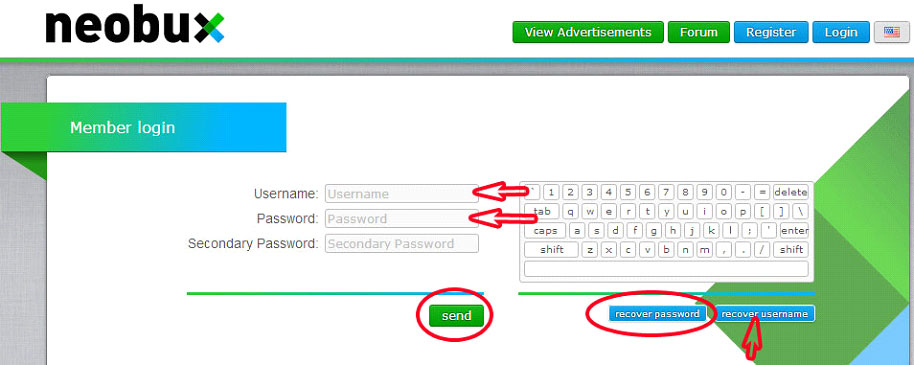 neobux
View Advertisements Forum Register Login
Member login
Username: Username
Password: Password
Secondary Password: Secondary Password
` 1 2 3 4 5 6 7 8 9 0 - = delete
tab q w e r t y u i o p [ ] \
caps a s d f g h j k l ; ' enter
shift z x c v b n m , . / shift
send recover password recover username